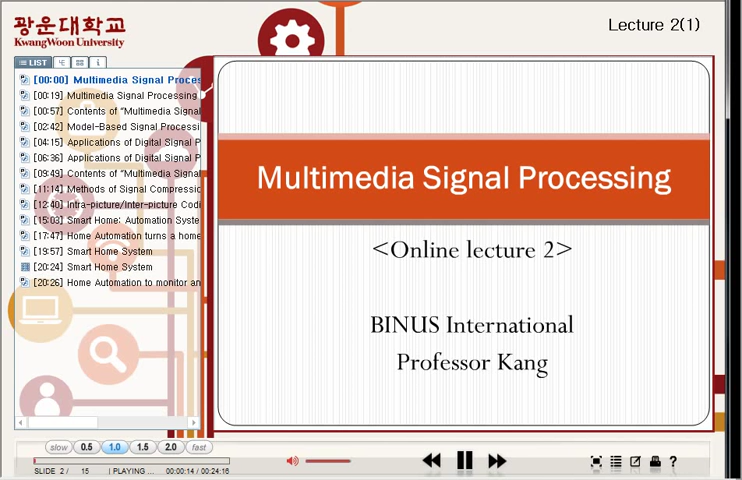 광운대학교
KwangWoon University
Lecture 2(1)
LIST
[00:00] Multimedia Signal Proces
[00:19] Multimedia Signal Processing
[00:57] Contents of "Multimedia Signal
[02:42] Model-Based Signal Processi
[04:15] Applications of Digital Signal P
[06:36] Applications of Digital Signal P
[09:49] Contents of "Multimedia Signal
[11:14] Methods of Signal Compressio
[12:40] Intra-picture/Inter-picture Codi
[15:03] Smart Home: Automation Syste
[17:47] Home Automation turns a home
[19:57] Smart Home System
[20:24] Smart Home System
[20:26] Home Automation to monitor an
Multimedia Signal Processing
<Online lecture 2>
BINUS International
Professor Kang
slow 0.5 1.0 1.5 2.0 fast
SLIDE 2 / 15 | PLAYING ... 00:00:14 / 00:24:16